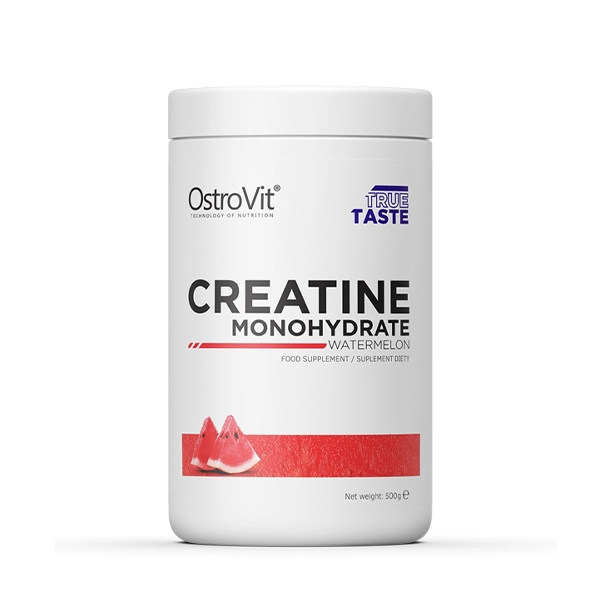 OstroVit®
TECHNOLOGY OF NUTRITION
TRUE
TASTE
CREATINE
MONOHYDRATE
WATERMELON
FOOD SUPPLEMENT / SUPLEMENT DIETY
Net weight: 500g ℮